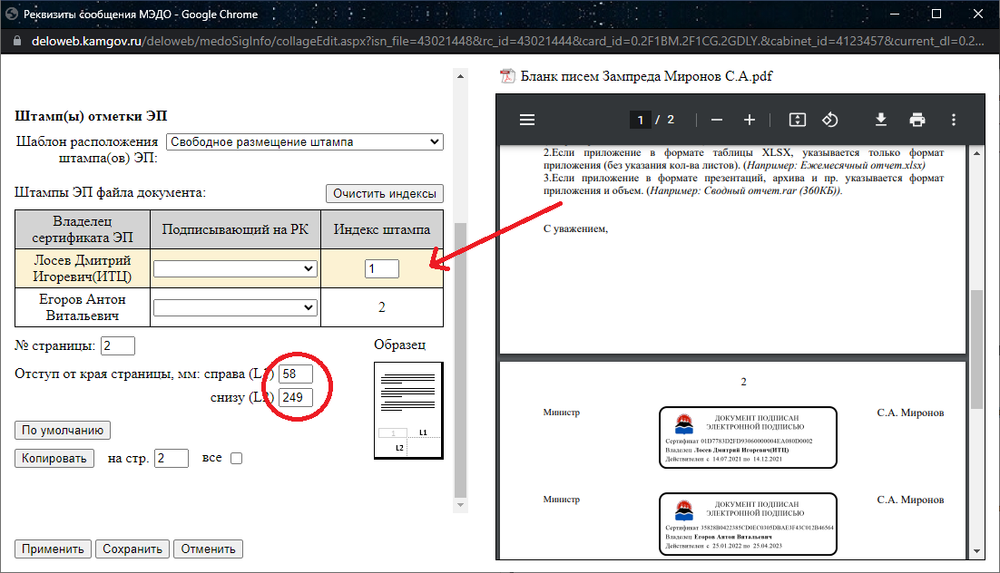 Реквизиты сообщения МЭДО - Google Chrome
deloweb.kamgov.ru/deloweb/medoSigInfo/collageEdit.aspx?isn_file=43021448&rc_id=43021444&card_id=0.2F1BM.2F1CG.2GDLY.&cabinet_id=4123457&current_dl=0.2...
Штамп(ы) отметки ЭП
Шаблон расположения Свободное размещение штампа
штампа(ов) ЭП:
Штампы ЭП файла документа: Очистить индексы
Владелец
сертификата ЭП
Подписывающий на РК
Индекс штампа
Лосев Дмитрий
Игоревич(ИТЦ)
1
Егоров Антон
Витальевич
2
№ страницы: 2
Образец
Отступ от края страницы, мм: справа (L1) 58
снизу (L2) 249
1 L1
L2
По умолчанию
Копировать на стр. 2 все
Применить Сохранить Отменить
Бланк писем Зампреда Миронов С.А.pdf
1 / 2
2.Если приложение в формате таблицы XLSX, указывается только формат
приложения (без указания кол-ва листов). (Например: Ежемесячный отчет.xlsx)
3.Если приложение в формате презентаций, архива и пр. указывается формат
приложения и объем. (Например: Сводный отчет.rar (360КБ)).
С уважением,
2
Министр
ДОКУМЕНТ ПОДПИСАН
ЭЛЕКТРОННОЙ ПОДПИСЬЮ
Сертификат 01D7783D2FD93060000004EA080D0002
Владелец Лосев Дмитрий Игоревич(ИТЦ)
Действителен с 14.07.2021 по 14.12.2021
С.А. Миронов
Министр
ДОКУМЕНТ ПОДПИСАН
ЭЛЕКТРОННОЙ ПОДПИСЬЮ
Сертификат 35828B0422385CD0EC0305DBAE3F43C012B46564
Владелец Егоров Антон Витальевич
Действителен с 25.01.2022 по 25.04.2023
С.А. Миронов